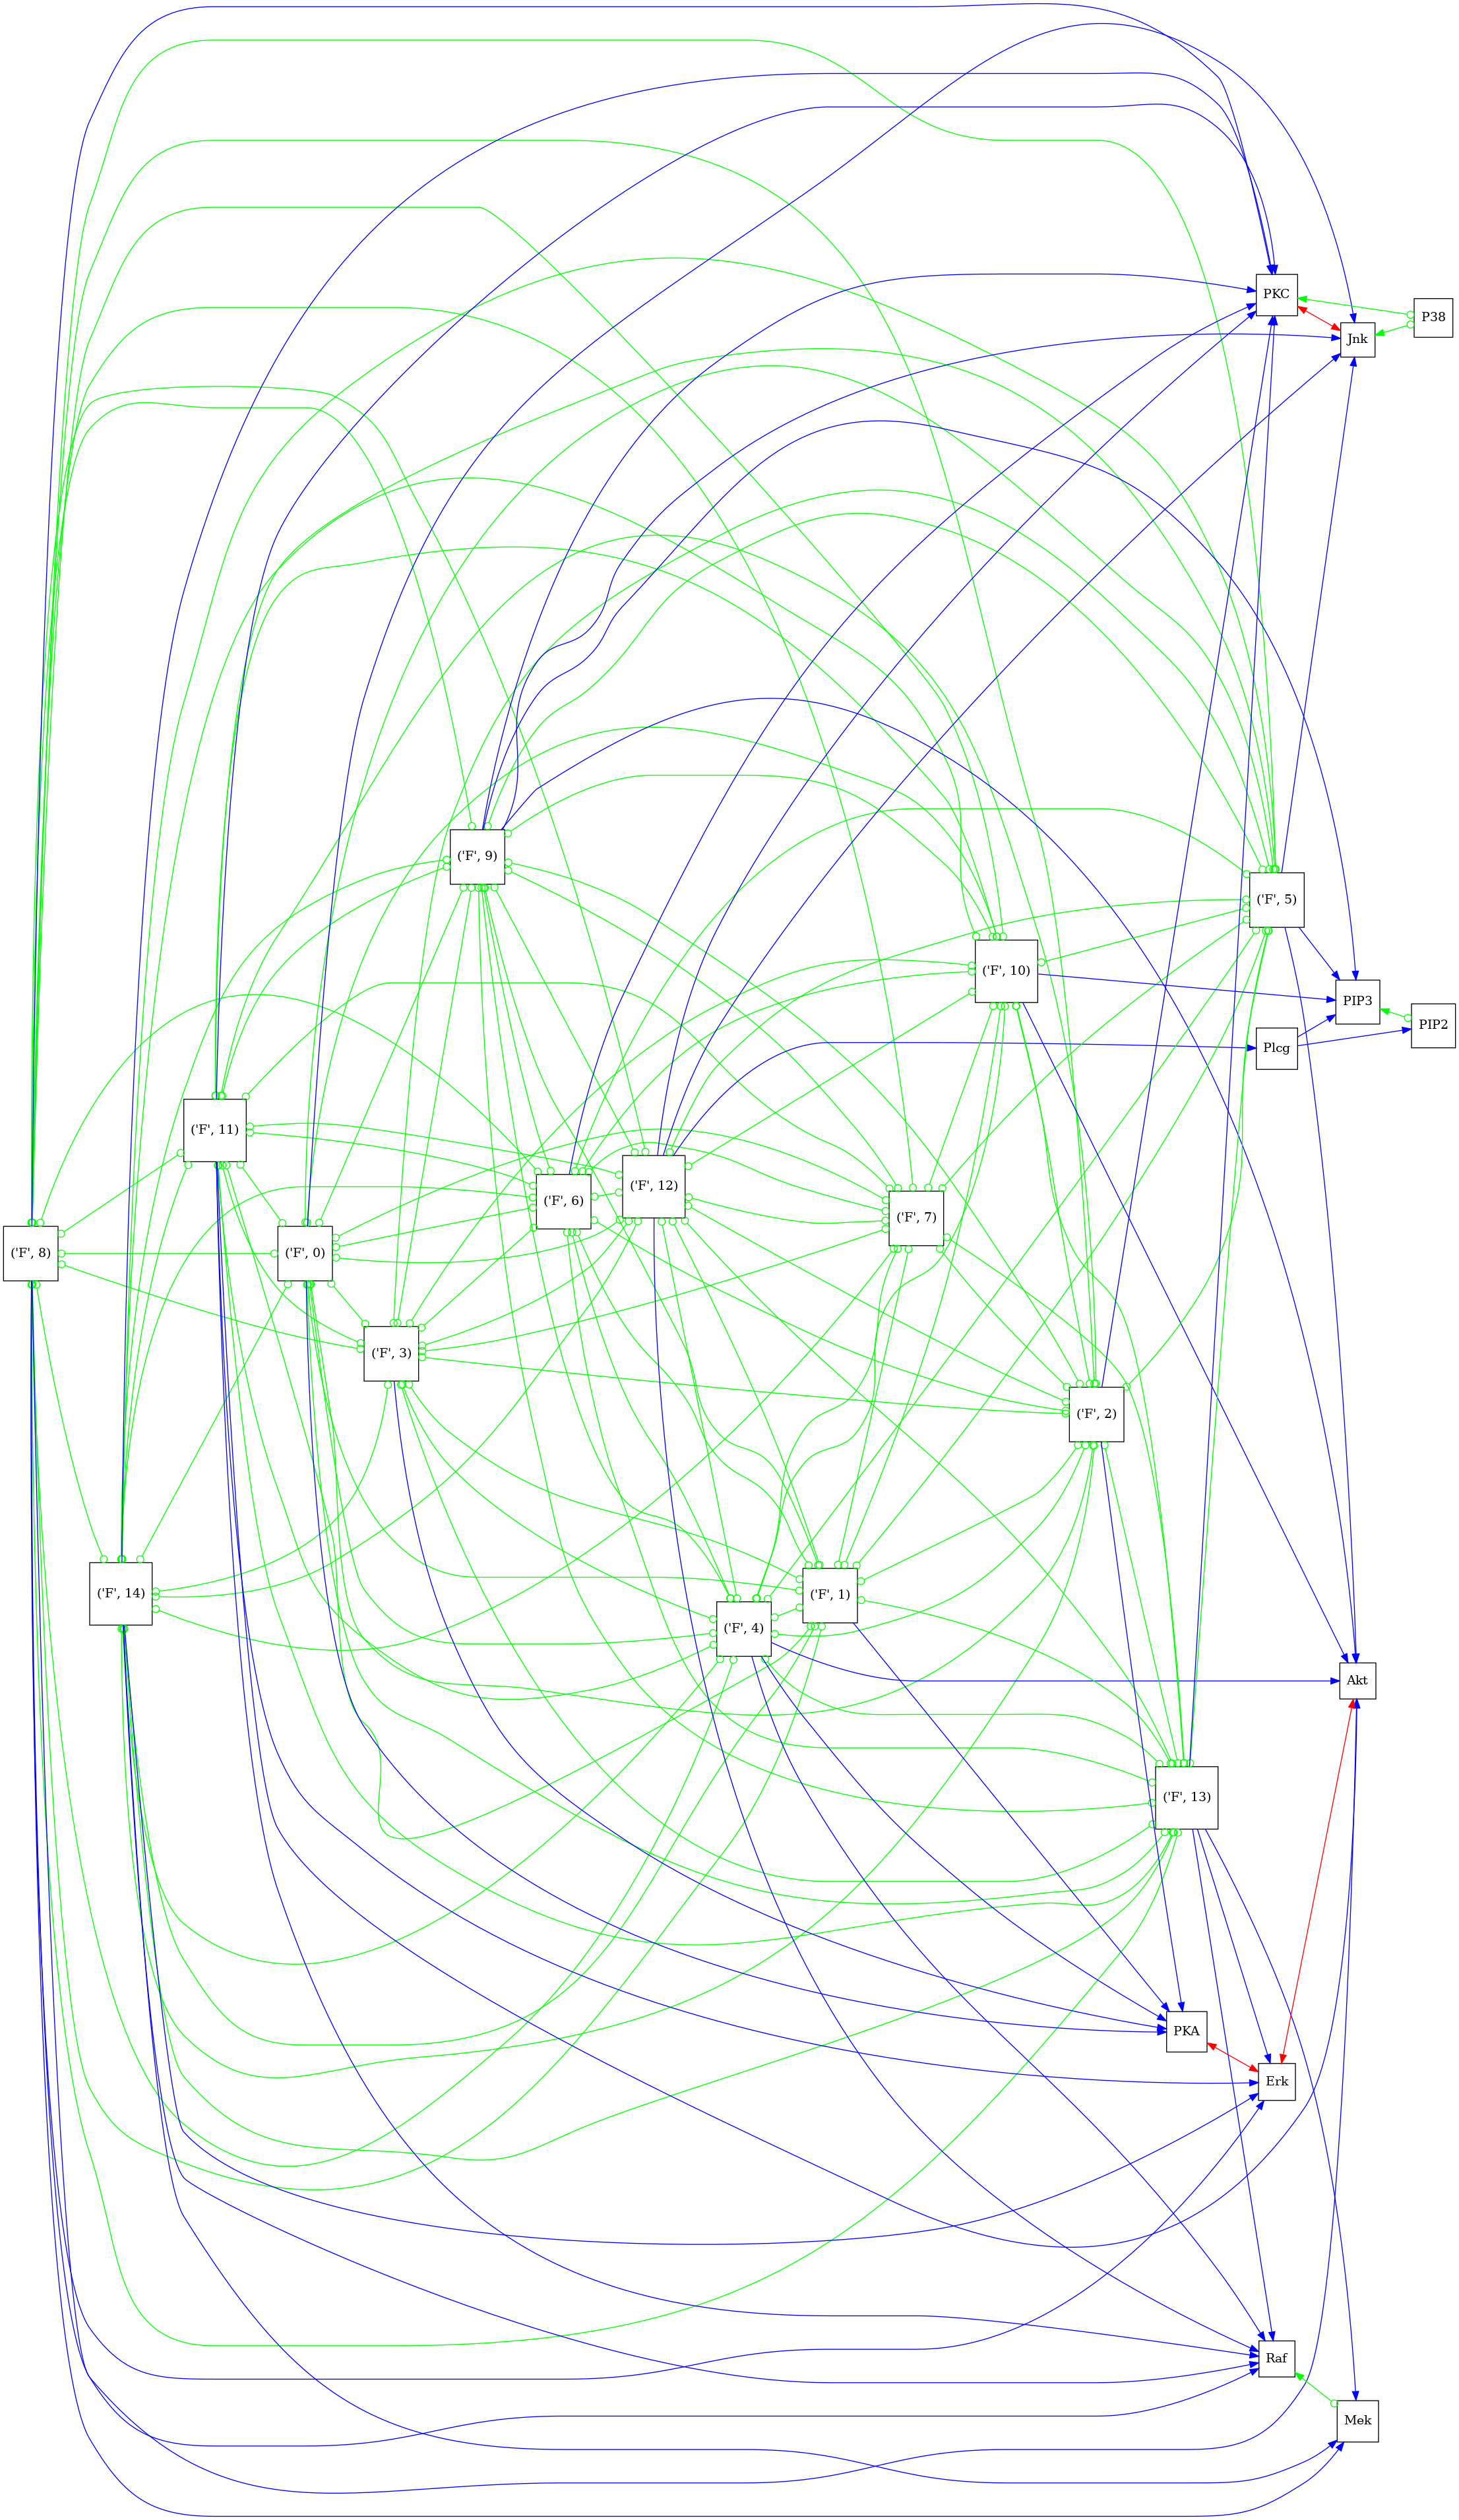 PKC
P38
Jnk
('F', 9)
('F', 5)
('F', 10)
PIP3
PIP2
Plcg
('F', 11)
('F', 12)
('F', 6)
('F', 7)
('F', 8)
('F', 0)
('F', 3)
('F', 2)
('F', 14)
('F', 1)
('F', 4)
Akt
('F', 13)
PKA
Erk
Raf
Mek